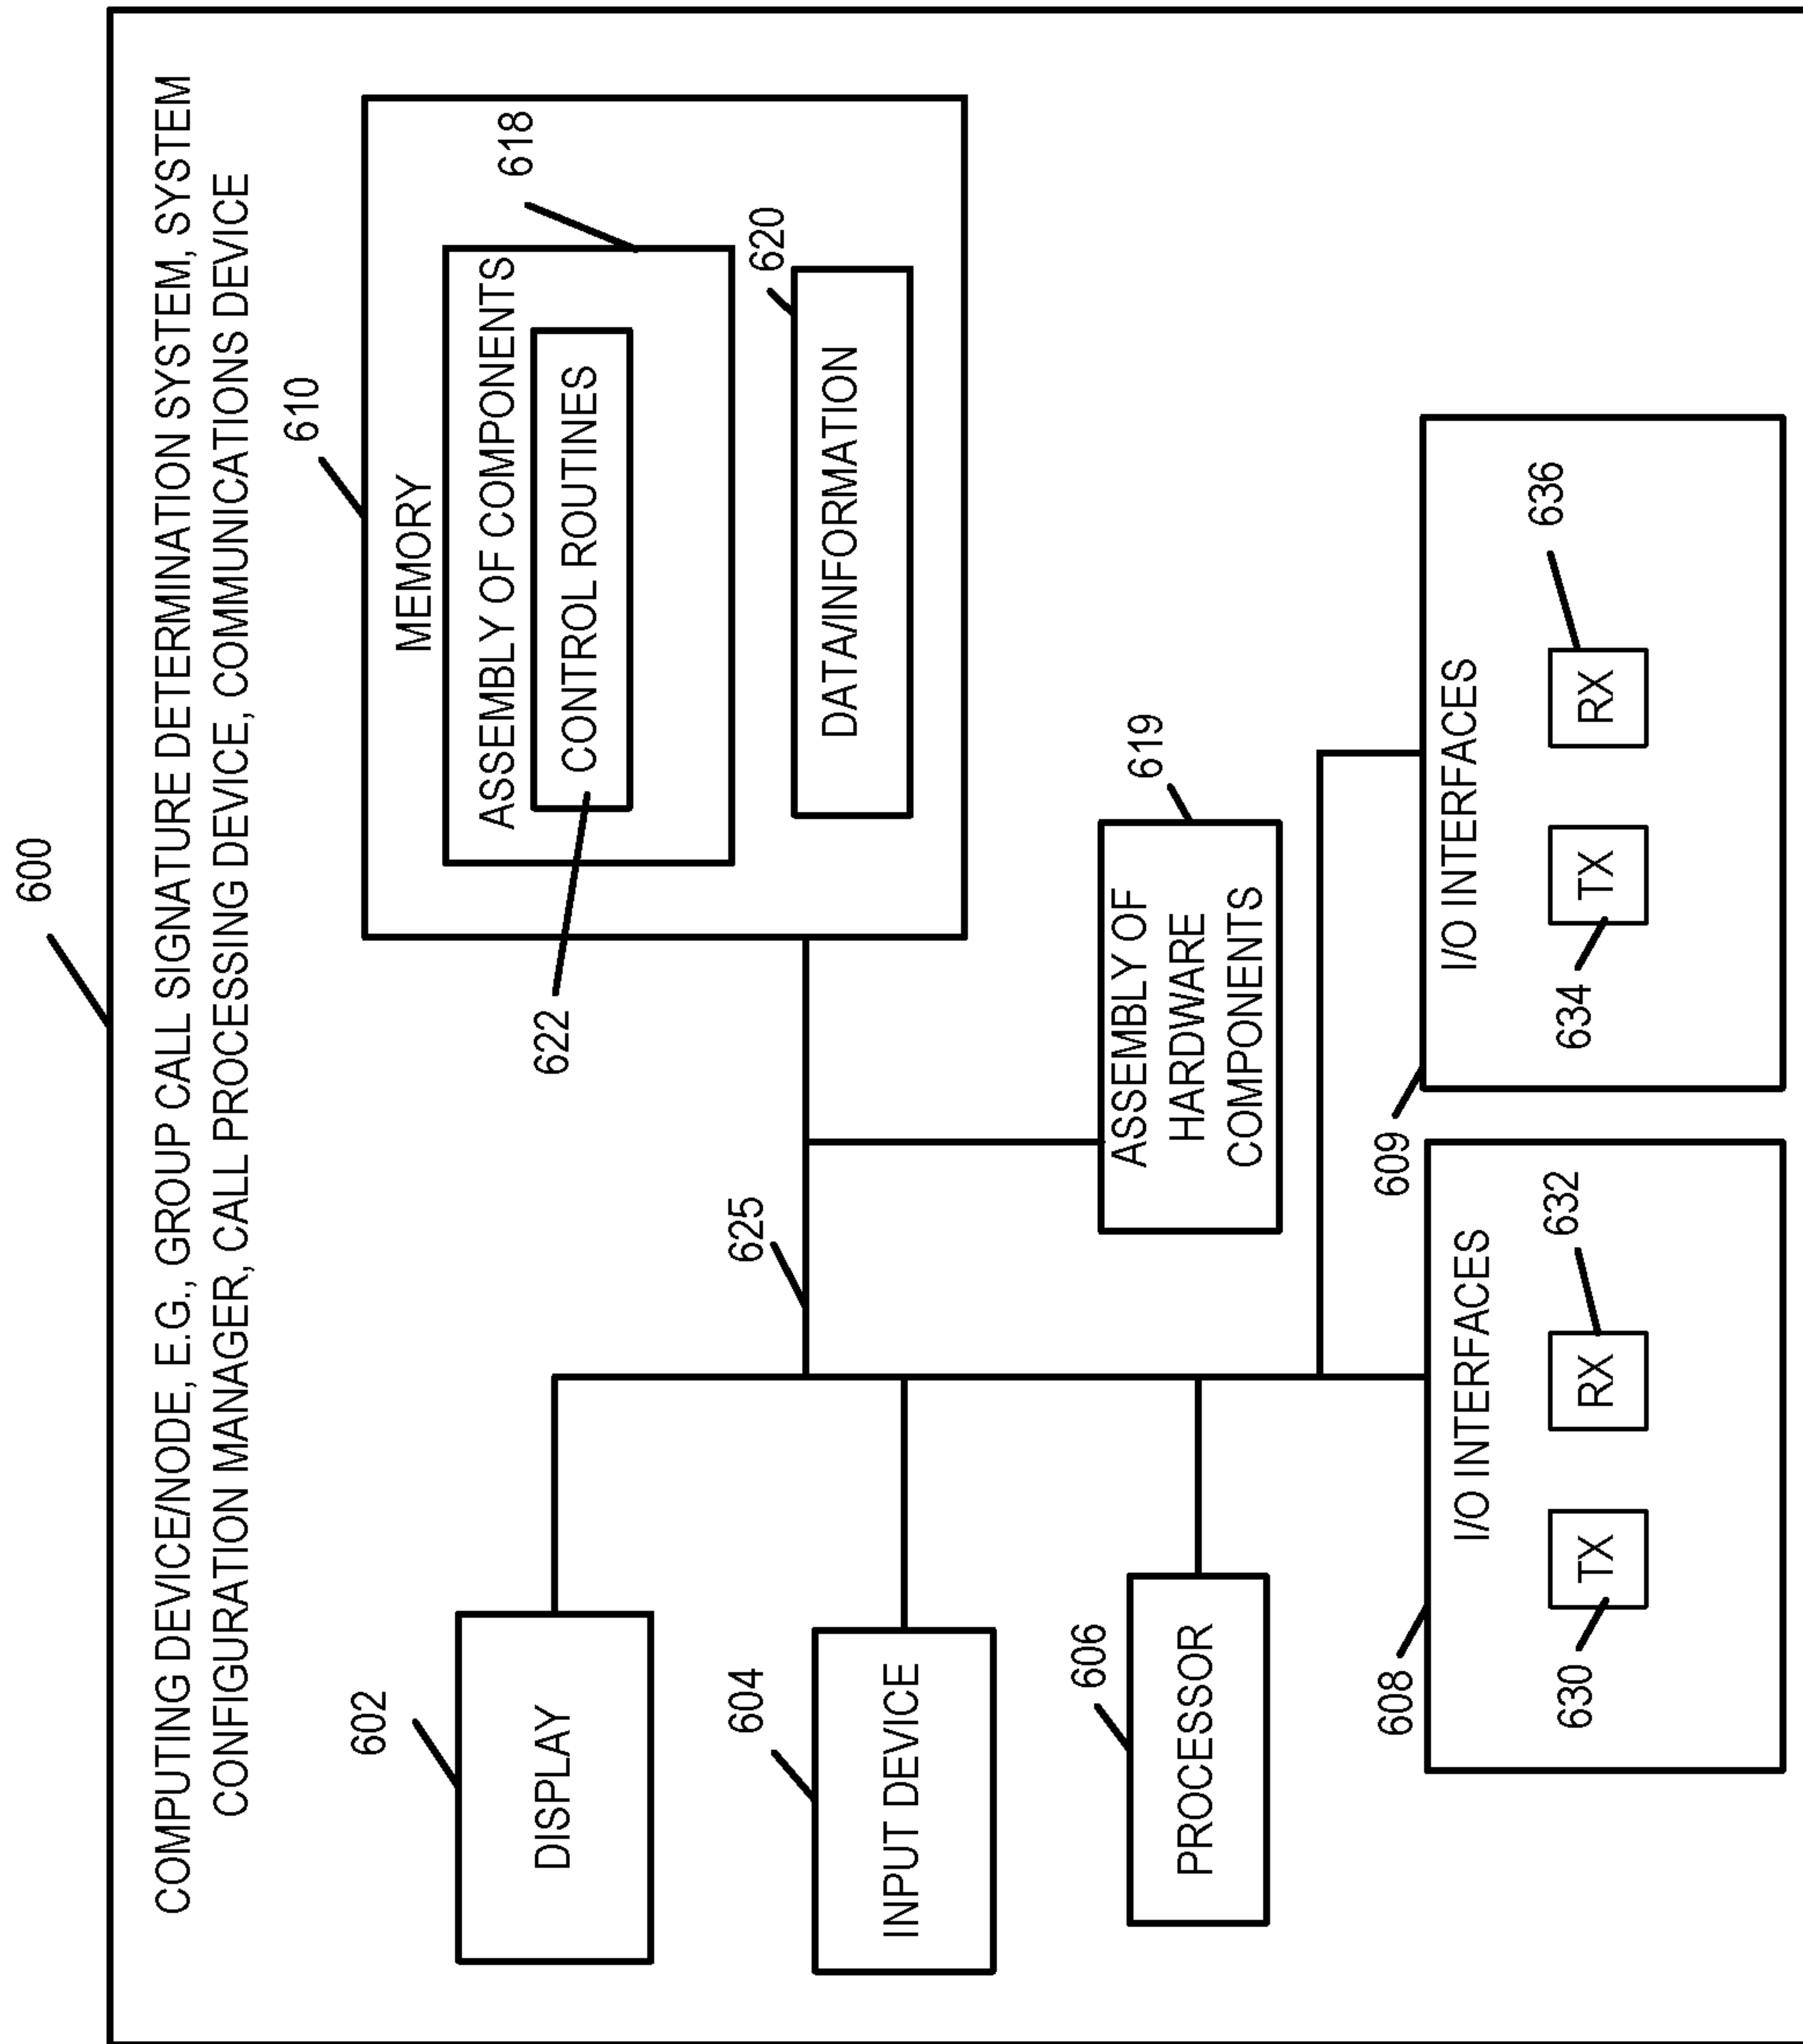 600
COMPUTING DEVICE/NODE, E.G., GROUP CALL SIGNATURE DETERMINATION SYSTEM, SYSTEM
CONFIGURATION MANAGER, CALL PROCESSING DEVICE, COMMUNICATIONS DEVICE
602
DISPLAY
604
INPUT DEVICE
606
PROCESSOR
625
610
MEMORY
618
ASSEMBLY OF COMPONENTS
CONTROL ROUTINES
622
620
DATA/INFORMATION
619
ASSEMBLY OF
HARDWARE
COMPONENTS
608
I/O INTERFACES
TX
RX
630
632
609
I/O INTERFACES
TX
RX
634
636